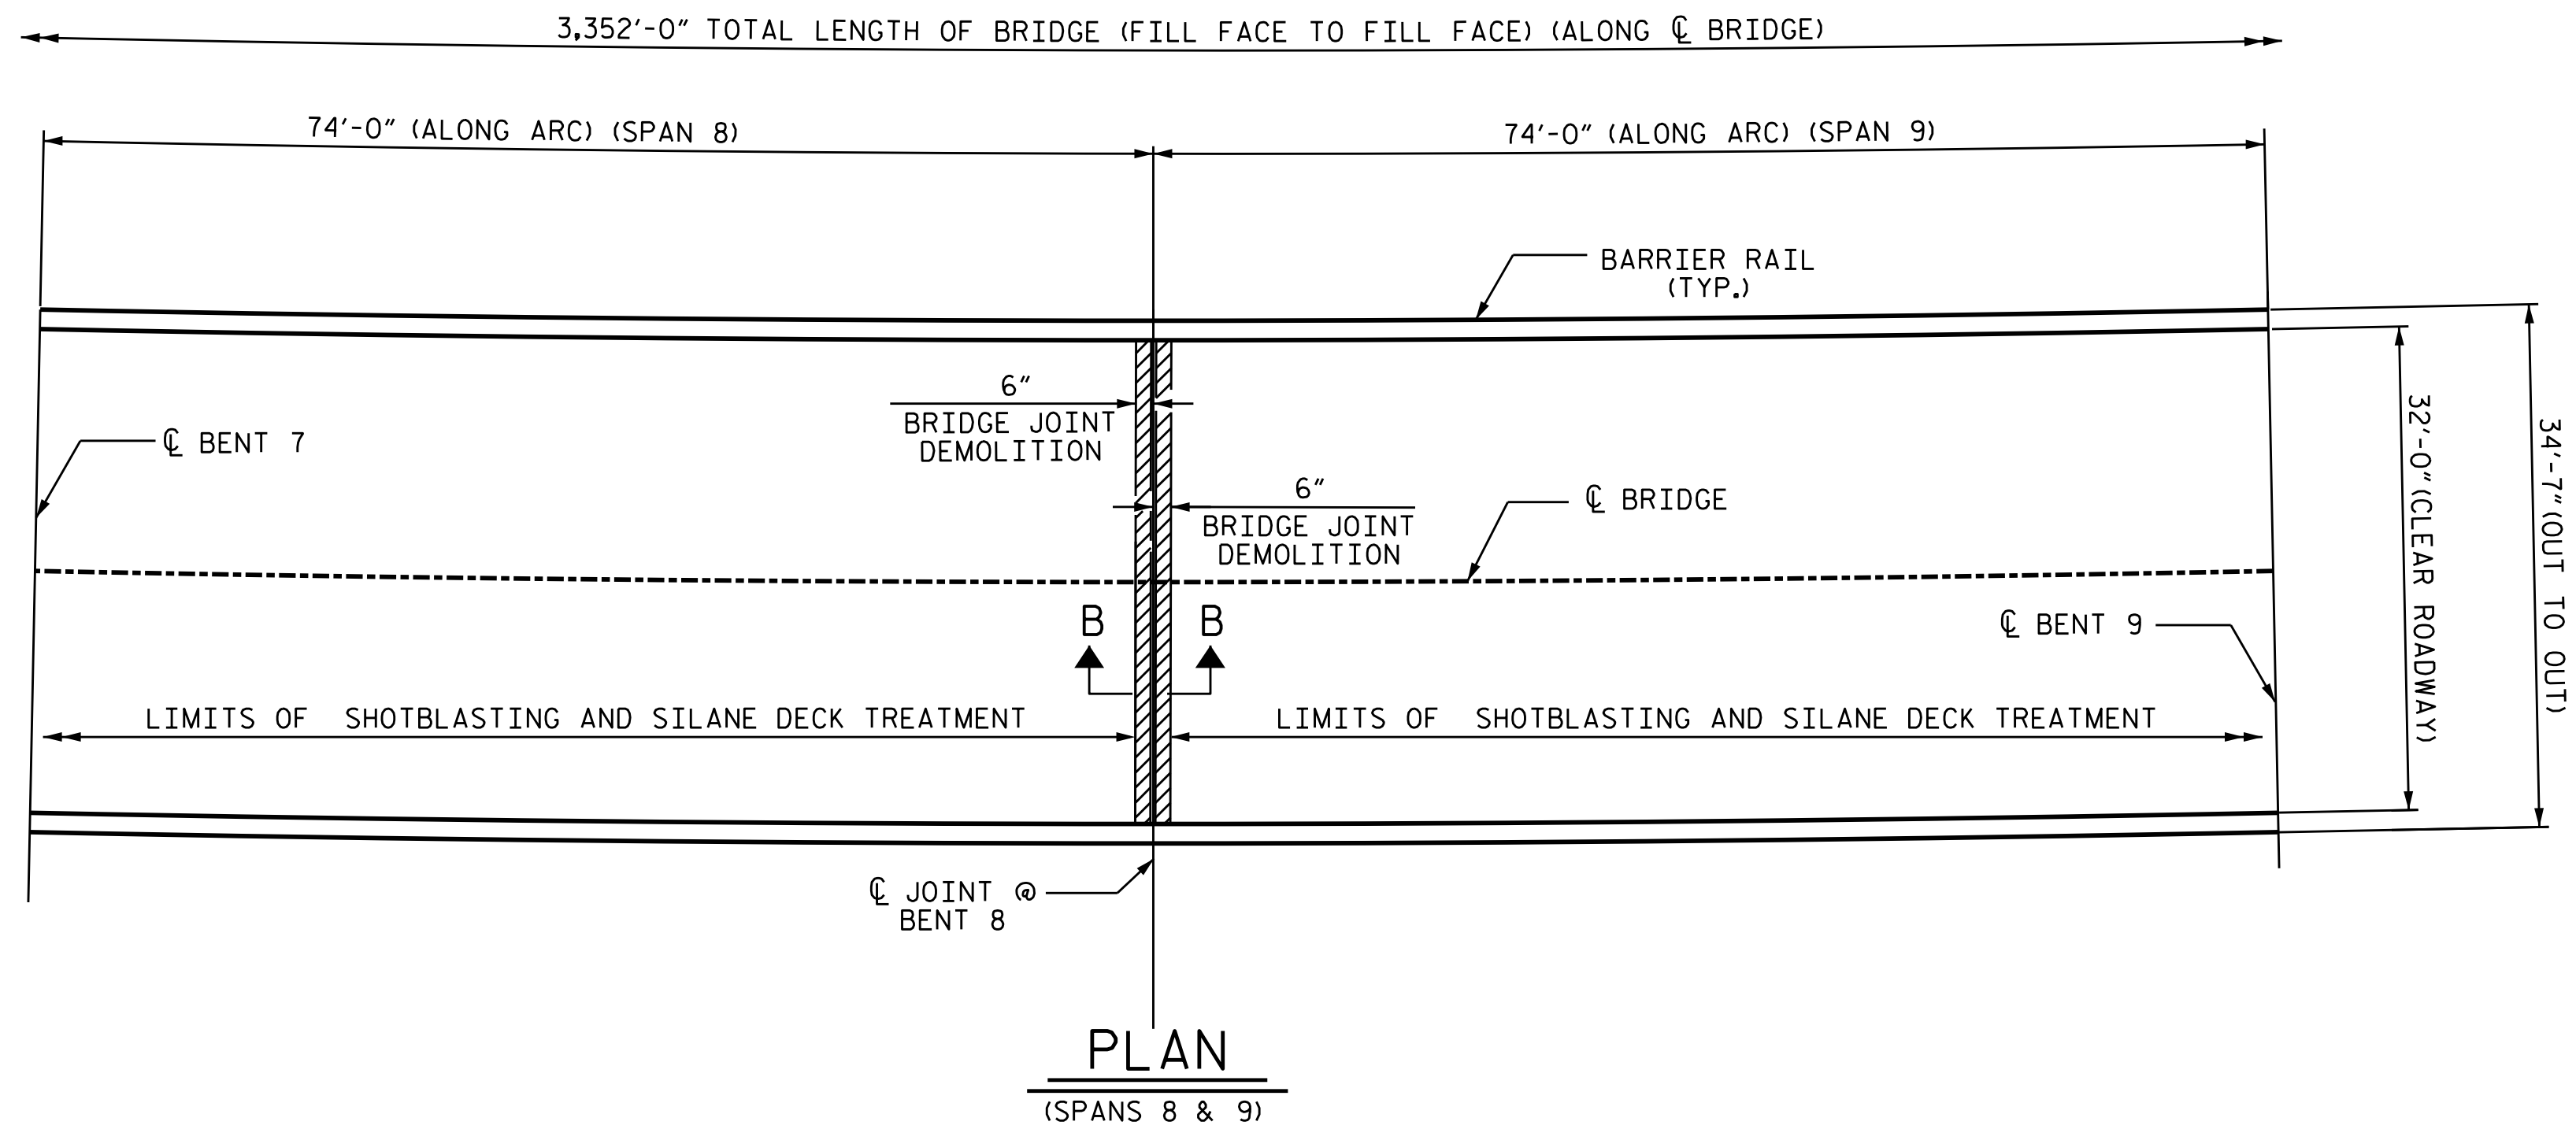 3,352'-0" TOTAL LENGTH OF BRIDGE (FILL FACE TO FILL FACE) (ALONG ℄ BRIDGE)
74'-0" (ALONG ARC) (SPAN 8)
74'-0" (ALONG ARC) (SPAN 9)
BARRIER RAIL
(TYP.)
6"
BRIDGE JOINT
DEMOLITION
℄ BENT 7
6"
BRIDGE JOINT
DEMOLITION
℄ BRIDGE
32'-0" (CLEAR ROADWAY)
34'-7" (OUT TO OUT)
B
B
℄ BENT 9
LIMITS OF SHOTBLASTING AND SILANE DECK TREATMENT
LIMITS OF SHOTBLASTING AND SILANE DECK TREATMENT
℄ JOINT @
BENT 8
PLAN
(SPANS 8 & 9)